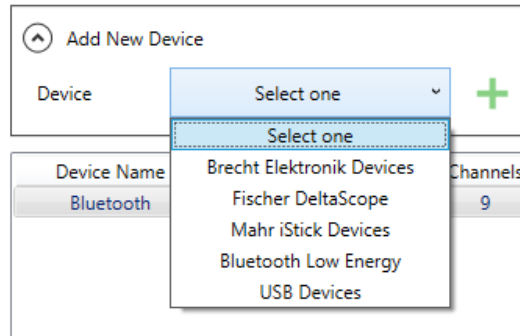 Add New Device
Device Select one
Select one
Brecht Elektronik Devices
Fischer DeltaScope
Mahr iStick Devices
Bluetooth Low Energy
USB Devices
Device Name Channels
Bluetooth 9